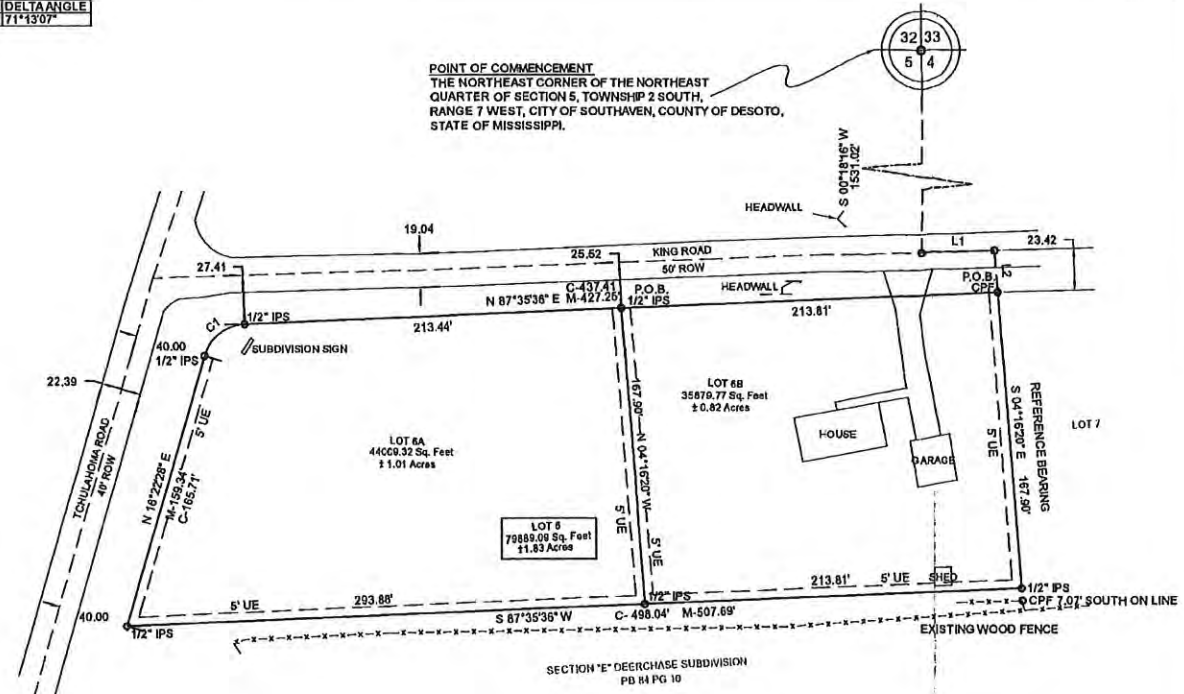 DELTA ANGLE
71°13'07"
32 33
5 4
POINT OF COMMENCEMENT
THE NORTHEAST CORNER OF THE NORTHEAST
QUARTER OF SECTION 5, TOWNSHIP 2 SOUTH,
RANGE 7 WEST, CITY OF SOUTHAVEN, COUNTY OF DESOTO,
STATE OF MISSISSIPPI.
S 00°18'16" W
1531.02'
HEADWALL
19.04
L1
23.42
27.41
25.52
KING ROAD
50' ROW
L2
C-437.41
N 87°35'36" E M-427.25'
P.O.B.
1/2" IPS
HEADWALL
P.O.B.
CPF
C1
1/2" IPS
213.44'
213.81'
40.00
1/2" IPS
SUBDIVISION SIGN
22.39
TCHULAHOMA ROAD
40' ROW
N 16°22'28" E
M-159.34'
C-165.71'
5' UE
LOT 6A
44009.32 Sq. Feet
± 1.01 Acres
167.90' N 04°16'20" W
LOT 6B
35879.77 Sq. Feet
± 0.82 Acres
HOUSE
GARAGE
REFERENCE BEARING
S 04°16'20" E 167.90'
5' UE
LOT 7
LOT 6
79889.09 Sq. Feet
±1.83 Acres
5' UE
5' UE
SHED
213.81'
5' UE
1/2" IPS
CPF 7.07' SOUTH ON LINE
1/2" IPS
40.00
5' UE
293.88'
1/2" IPS
S 87°35'36" W
C- 498.04' M-507.69'
EXISTING WOOD FENCE
SECTION "E" DEERCHASE SUBDIVISION
PB 84 PG 10